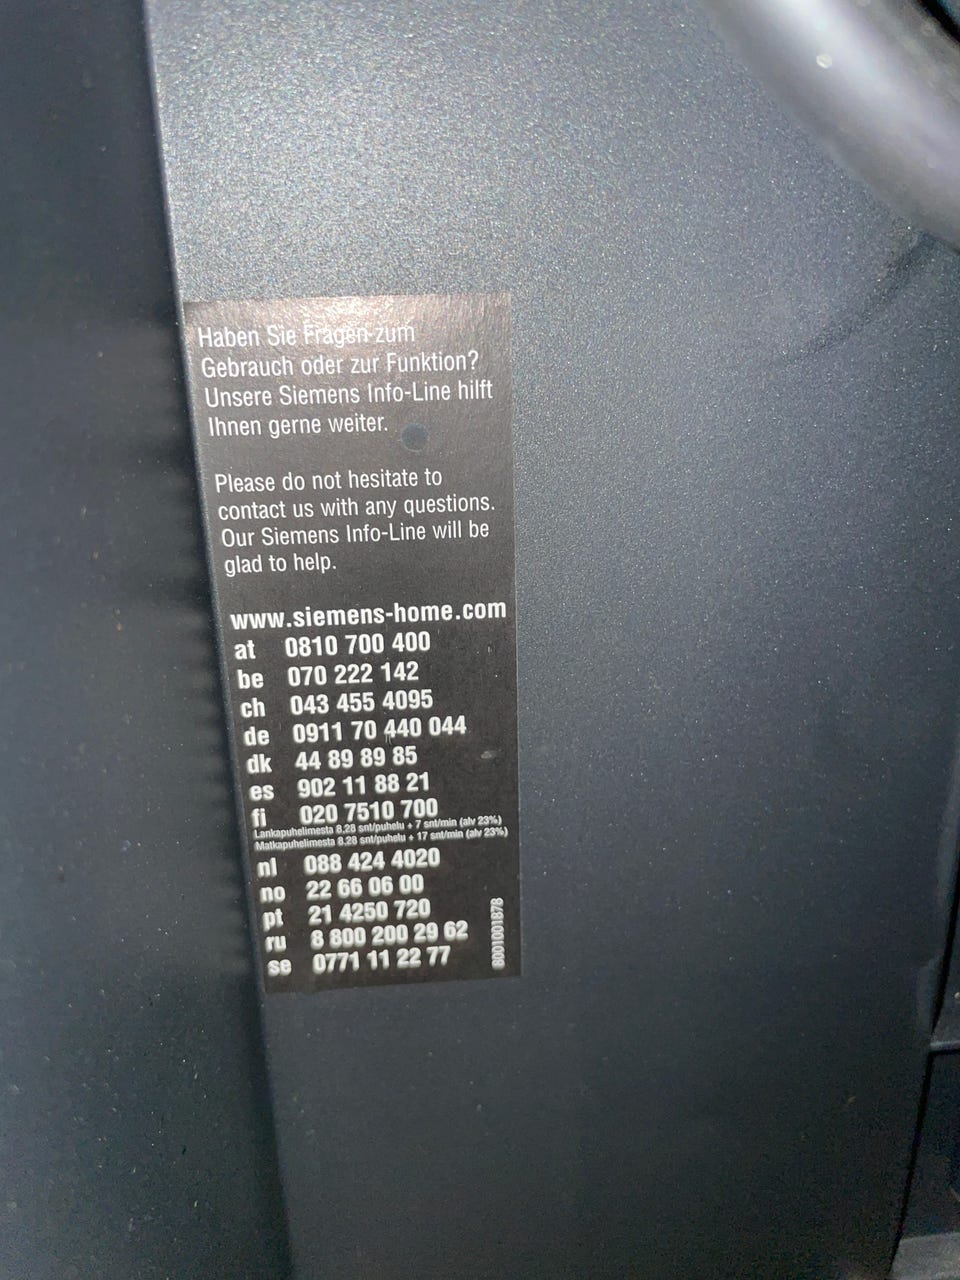 Haben Sie Fragen zum
Gebrauch oder zur Funktion?
Unsere Siemens Info-Line hilft
Ihnen gerne weiter.
Please do not hesitate to
contact us with any questions.
Our Siemens Info-Line will be
glad to help.
www.siemens-home.com
at 0810 700 400
be 070 222 142
ch 043 455 4095
de 0911 70 440 044
dk 44 89 89 85
es 902 11 88 21
fi 020 7510 700
Lankapuhelimesta 8,28 snt/puhelu + 7 snt/min (alv 23%)
Matkapuhelimesta 8,28 snt/puhelu + 17 snt/min (alv 23%)
nl 088 424 4020
no 22 66 06 00
pt 21 4250 720
ru 8 800 200 29 62
se 0771 11 22 77
8001001878